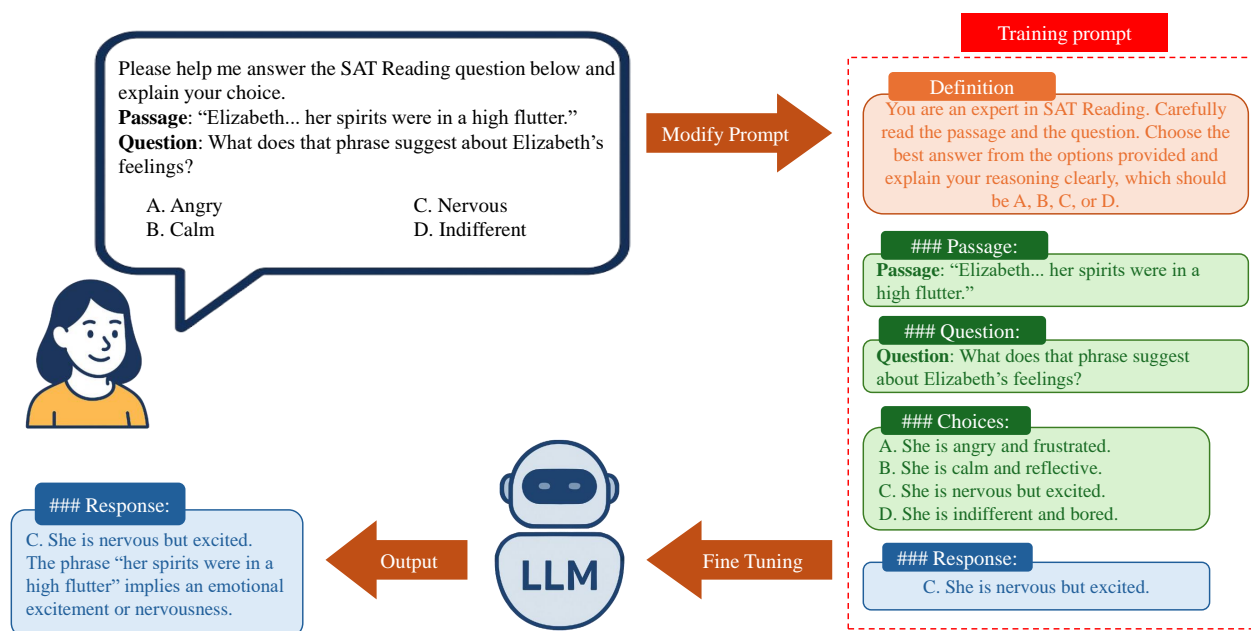 Training prompt
Please help me answer the SAT Reading question below and
explain your choice.
Passage: “Elizabeth... her spirits were in a high flutter.”
Question: What does that phrase suggest about Elizabeth’s
feelings?
A. Angry
C. Nervous
B. Calm
D. Indifferent
Modify Prompt
Definition
You are an expert in SAT Reading. Carefully
read the passage and the question. Choose the
best answer from the options provided and
explain your reasoning clearly, which should
be A, B, C, or D.
### Passage:
Passage: “Elizabeth... her spirits were in a
high flutter.”
### Question:
Question: What does that phrase suggest
about Elizabeth’s feelings?
### Choices:
A. She is angry and frustrated.
B. She is calm and reflective.
C. She is nervous but excited.
D. She is indifferent and bored.
### Response:
C. She is nervous but excited.
Fine Tuning
LLM
Output
### Response:
C. She is nervous but excited.
The phrase “her spirits were in a
high flutter” implies an emotional
excitement or nervousness.